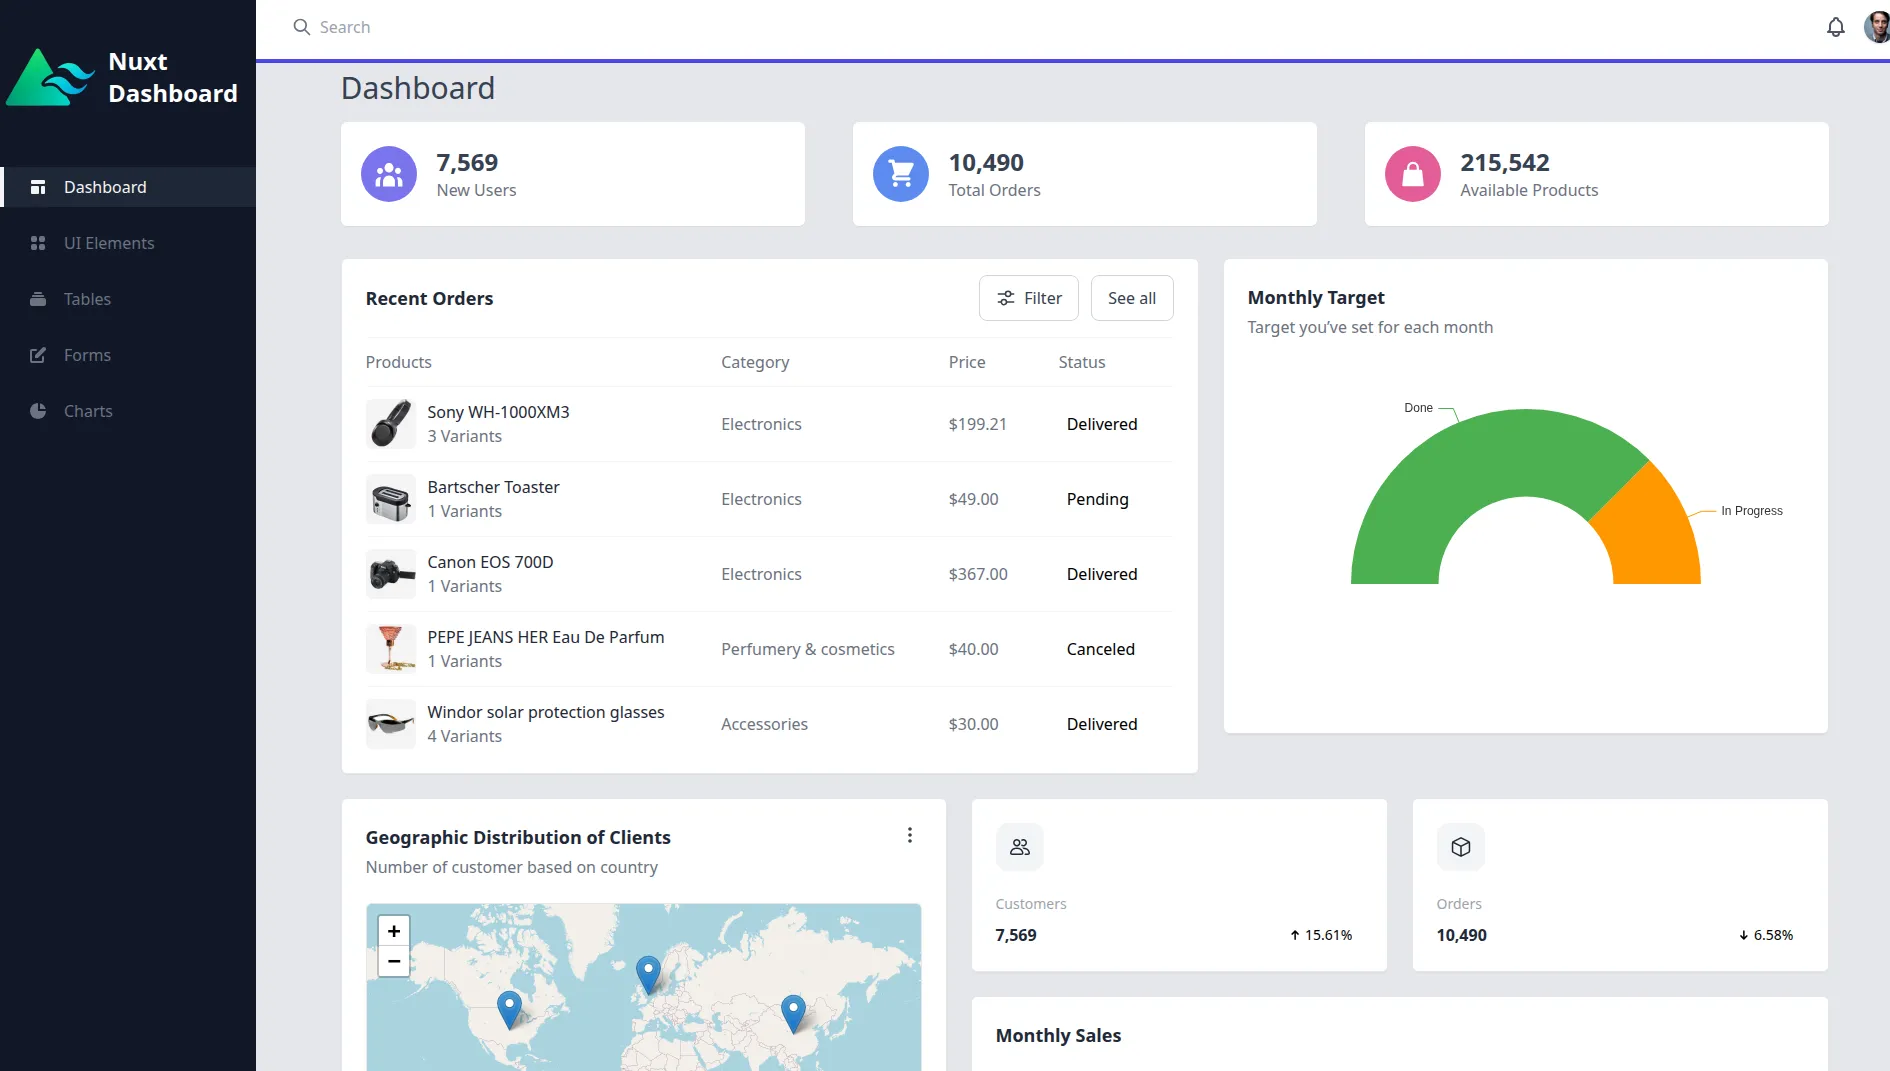 Nuxt
Dashboard
Dashboard
UI Elements
Tables
Forms
Charts
Search
Dashboard
7,569
New Users
10,490
Total Orders
215,542
Available Products
Recent Orders
Filter
See all
Products Category Price Status
Sony WH-1000XM3
3 Variants
Electronics
$199.21
Delivered
Bartscher Toaster
1 Variants
Electronics
$49.00
Pending
Canon EOS 700D
1 Variants
Electronics
$367.00
Delivered
PEPE JEANS HER Eau De Parfum
1 Variants
Perfumery & cosmetics
$40.00
Canceled
Windor solar protection glasses
4 Variants
Accessories
$30.00
Delivered
Monthly Target
Target you’ve set for each month
Done
In Progress
Geographic Distribution of Clients
Number of customer based on country
+
−
Customers
7,569
↑ 15.61%
Orders
10,490
↓ 6.58%
Monthly Sales